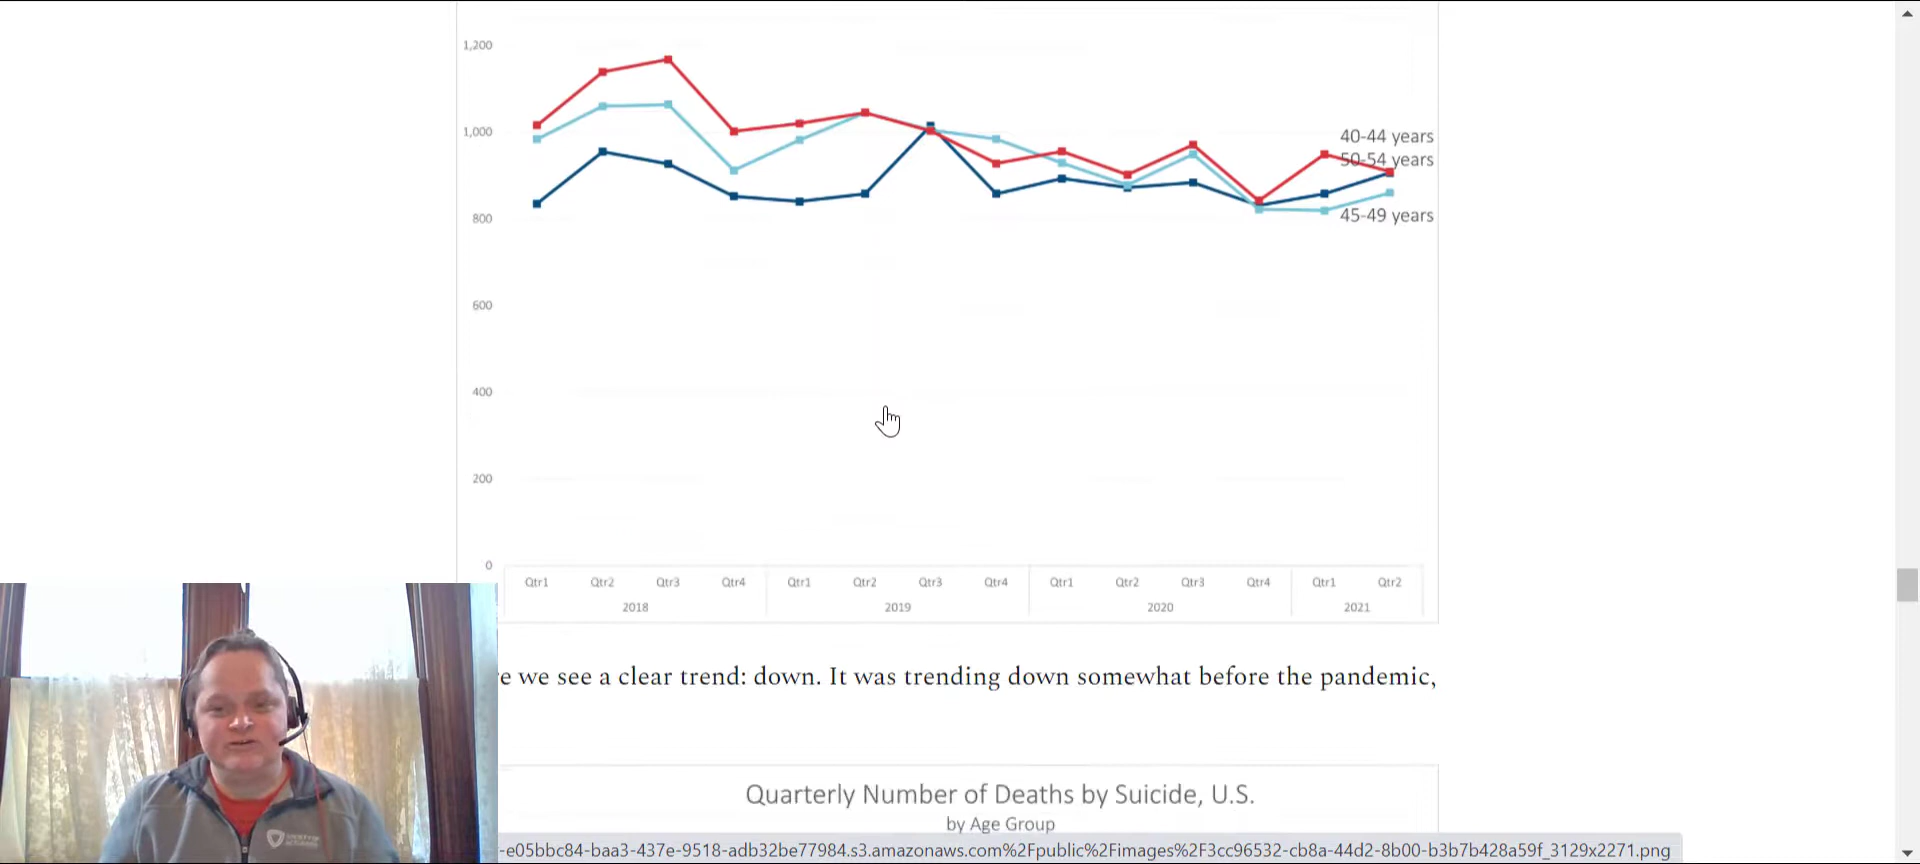 1,200
1,000
800
600
400
200
0
40-44 years
50-54 years
45-49 years
Qtr1 Qtr2 Qtr3 Qtr4 Qtr1 Qtr2 Qtr3 Qtr4 Qtr1 Qtr2 Qtr3 Qtr4 Qtr1 Qtr2
2018 2019 2020 2021
e we see a clear trend: down. It was trending down somewhat before the pandemic,
Quarterly Number of Deaths by Suicide, U.S.
by Age Group
-e05bbc84-baa3-437e-9518-adb32be77984.s3.amazonaws.com%2Fpublic%2Fimages%2F3cc96532-cb8a-44d2-8b00-b3b7b428a59f_3129x2271.png